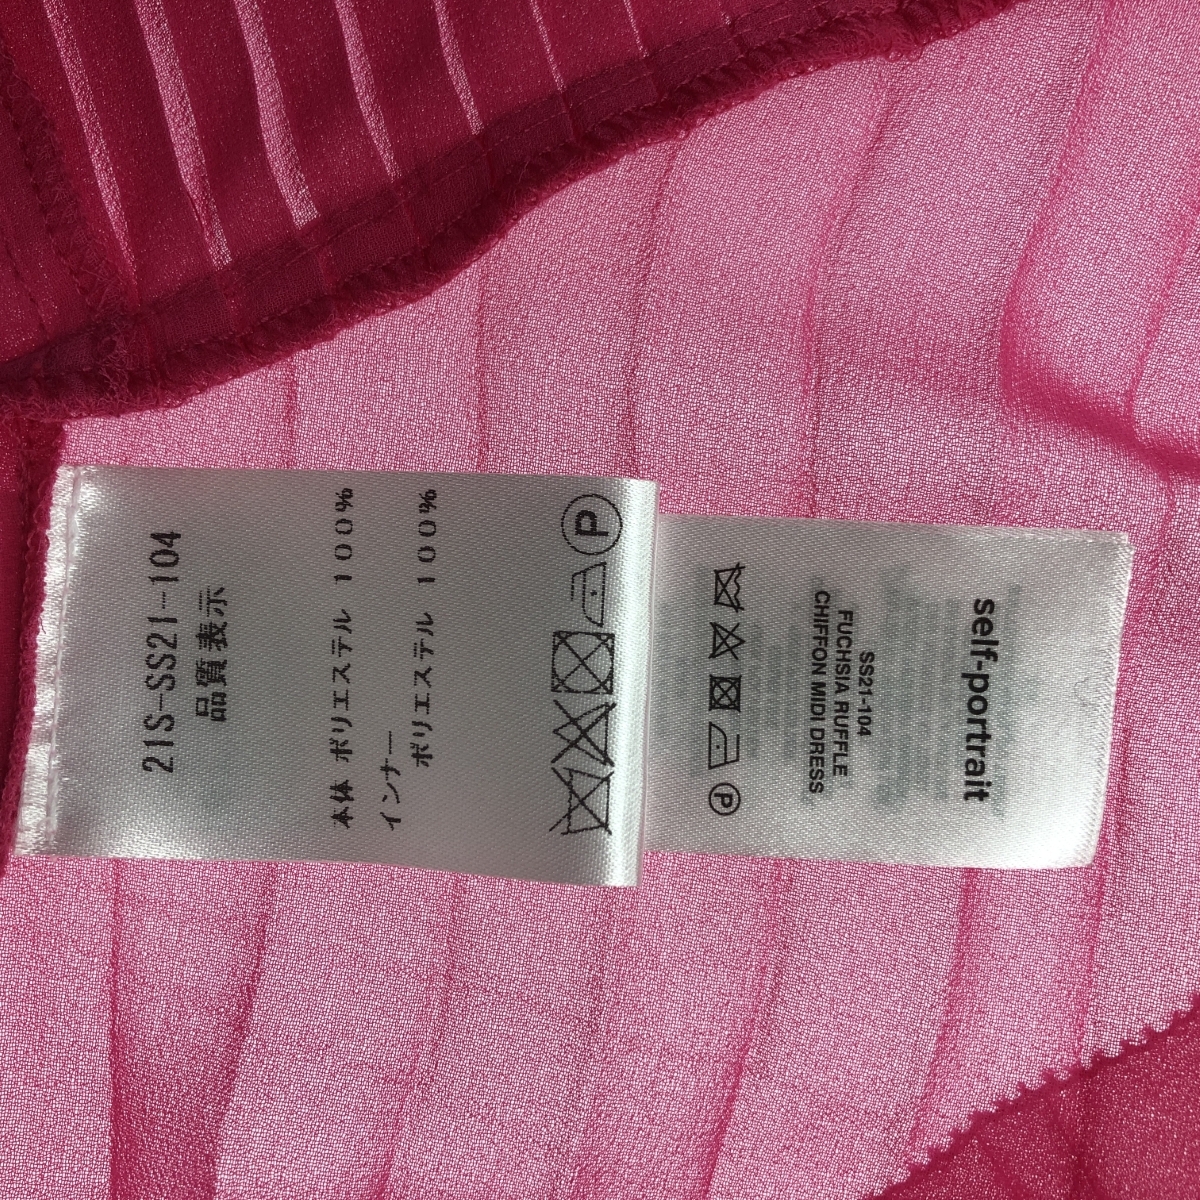 21S-SS21-104
品質表示
本体 ポリエステル 100%
インナー
ポリエステル 100%
P
self-portrait
SS21-104
FUCHSIA RUFFLE
CHIFFON MIDI DRESS
P